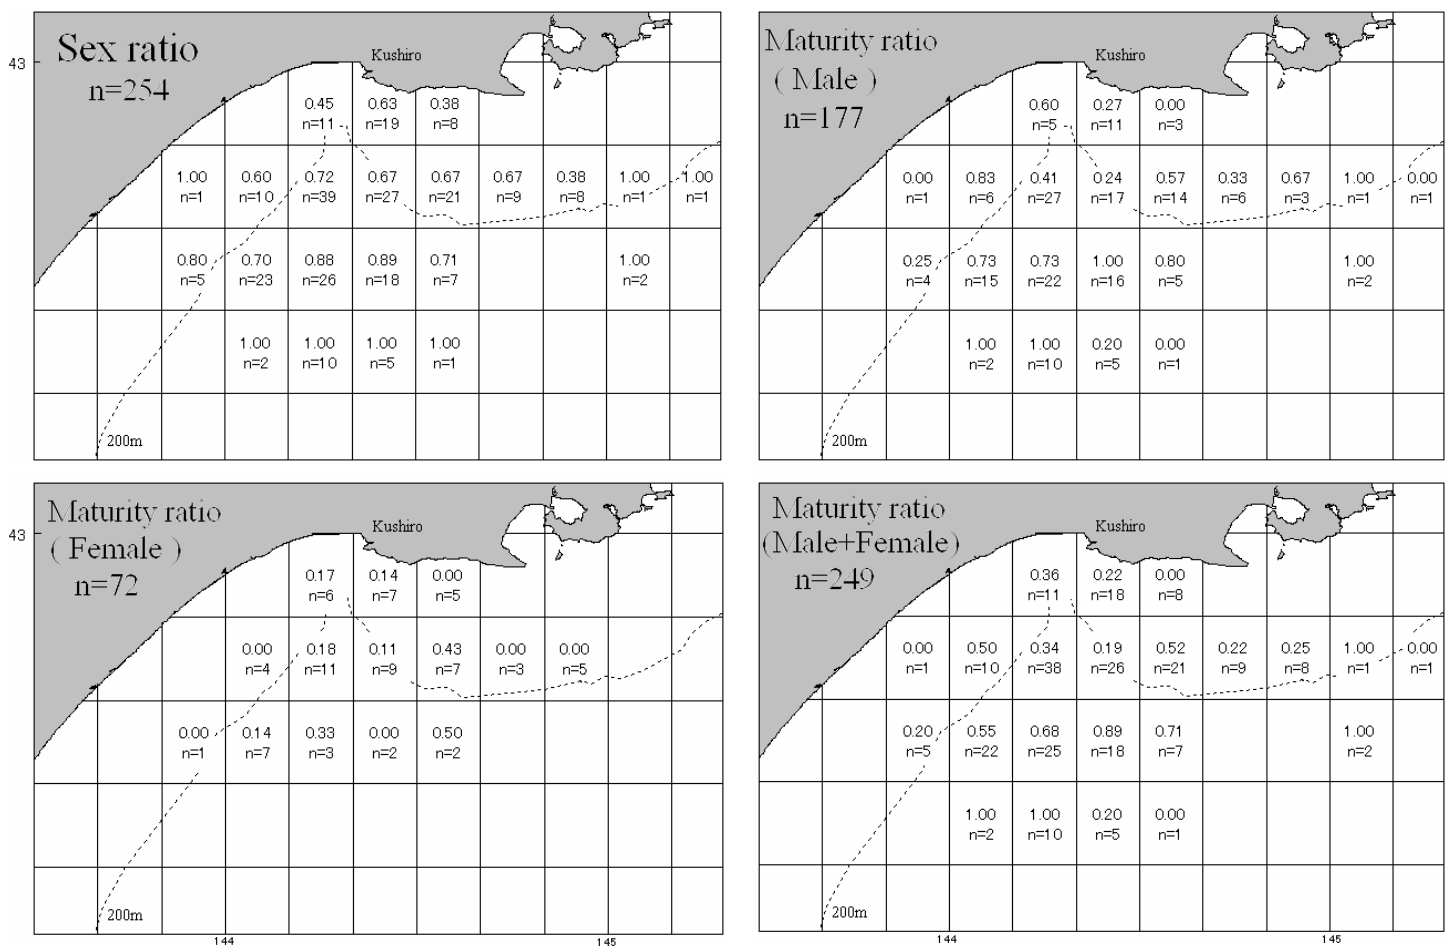 Sex ratio
n=254
Kushiro
43
0.45 0.63 0.38
n=11 n=19 n=8
1.00 0.60 0.72 0.67 0.67 0.67 0.38 1.00 1.00
n=1 n=10 n=39 n=27 n=21 n=9 n=8 n=1 n=1
0.80 0.70 0.88 0.89 0.71 1.00
n=5 n=23 n=26 n=18 n=7 n=2
1.00 1.00 1.00 1.00
n=2 n=10 n=5 n=1
200m
Maturity ratio
( Male )
n=177
Kushiro
0.60 0.27 0.00
n=5 n=11 n=3
0.00 0.83 0.41 0.24 0.57 0.33 0.67 1.00 0.00
n=1 n=6 n=27 n=17 n=14 n=6 n=3 n=1 n=1
0.25 0.73 0.73 1.00 0.80 1.00
n=4 n=15 n=22 n=16 n=5 n=2
1.00 1.00 0.20 0.00
n=2 n=10 n=5 n=1
200m
Maturity ratio
( Female )
n=72
Kushiro
43
0.17 0.14 0.00
n=6 n=7 n=5
0.00 0.18 0.11 0.43 0.00 0.00
n=4 n=11 n=9 n=7 n=3 n=5
0.00 0.14 0.33 0.00 0.50
n=1 n=7 n=3 n=2 n=2
200m
144 145
Maturity ratio
(Male+Female)
n=249
Kushiro
0.36 0.22 0.00
n=11 n=18 n=8
0.00 0.50 0.34 0.19 0.52 0.22 0.25 1.00 0.00
n=1 n=10 n=38 n=26 n=21 n=9 n=8 n=1 n=1
0.20 0.55 0.68 0.89 0.71 1.00
n=5 n=22 n=25 n=18 n=7 n=2
1.00 1.00 0.20 0.00
n=2 n=10 n=5 n=1
200m
144 145